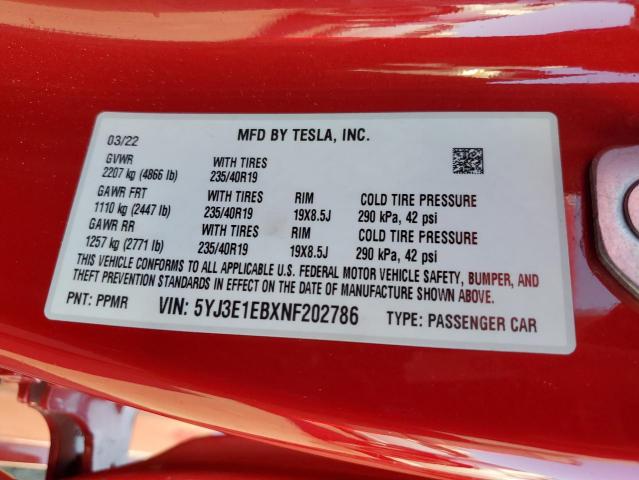 03/22 MFD BY TESLA, INC.
GVWR WITH TIRES
2207 kg (4866 lb) 235/40R19
GAWR FRT WITH TIRES RIM COLD TIRE PRESSURE
1110 kg (2447 lb) 235/40R19 19X8.5J 290 kPa, 42 psi
GAWR RR WITH TIRES RIM COLD TIRE PRESSURE
1257 kg (2771 lb) 235/40R19 19X8.5J 290 kPa, 42 psi
THIS VEHICLE CONFORMS TO ALL APPLICABLE U.S. FEDERAL MOTOR VEHICLE SAFETY, BUMPER, AND
THEFT PREVENTION STANDARDS IN EFFECT ON THE DATE OF MANUFACTURE SHOWN ABOVE.
PNT: PPMR VIN: 5YJ3E1EBXNF202786 TYPE: PASSENGER CAR